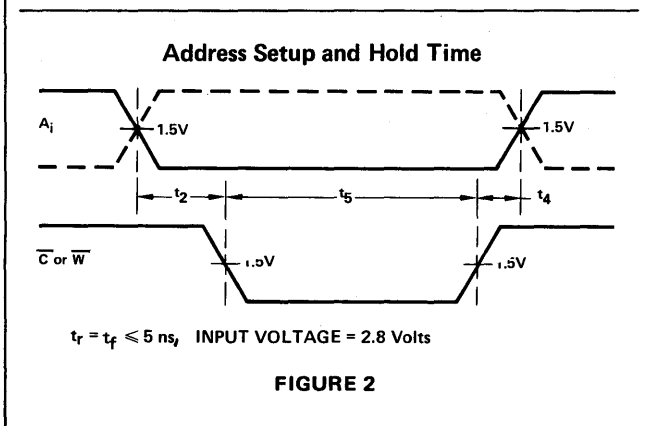 Address Setup and Hold Time
Aᵢ
1.5V
1.5V
t₂
t₅
t₄
C̅ or W̅
1.5V
1.5V
tᵣ = t_f ⩽ 5 ns, INPUT VOLTAGE = 2.8 Volts
FIGURE 2